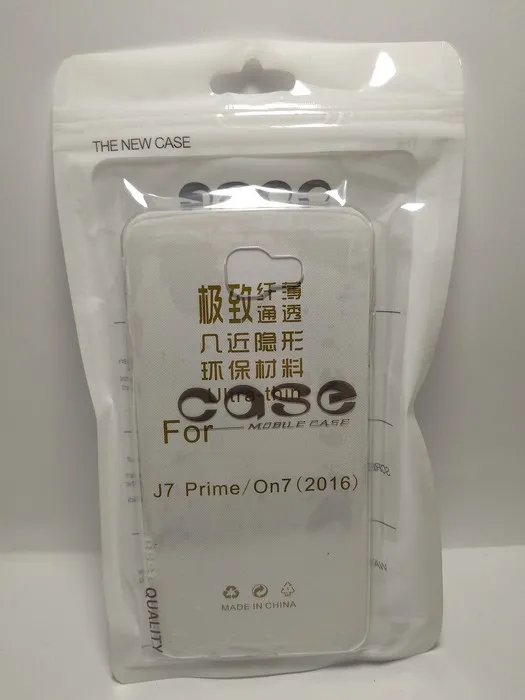 THE NEW CASE
极致纤薄
通透
几近隐形
环保材料
Ultra-thin
case
For
MOBILE CASE
J7 Prime/On7(2016)
MADE IN CHINA
QUALITY